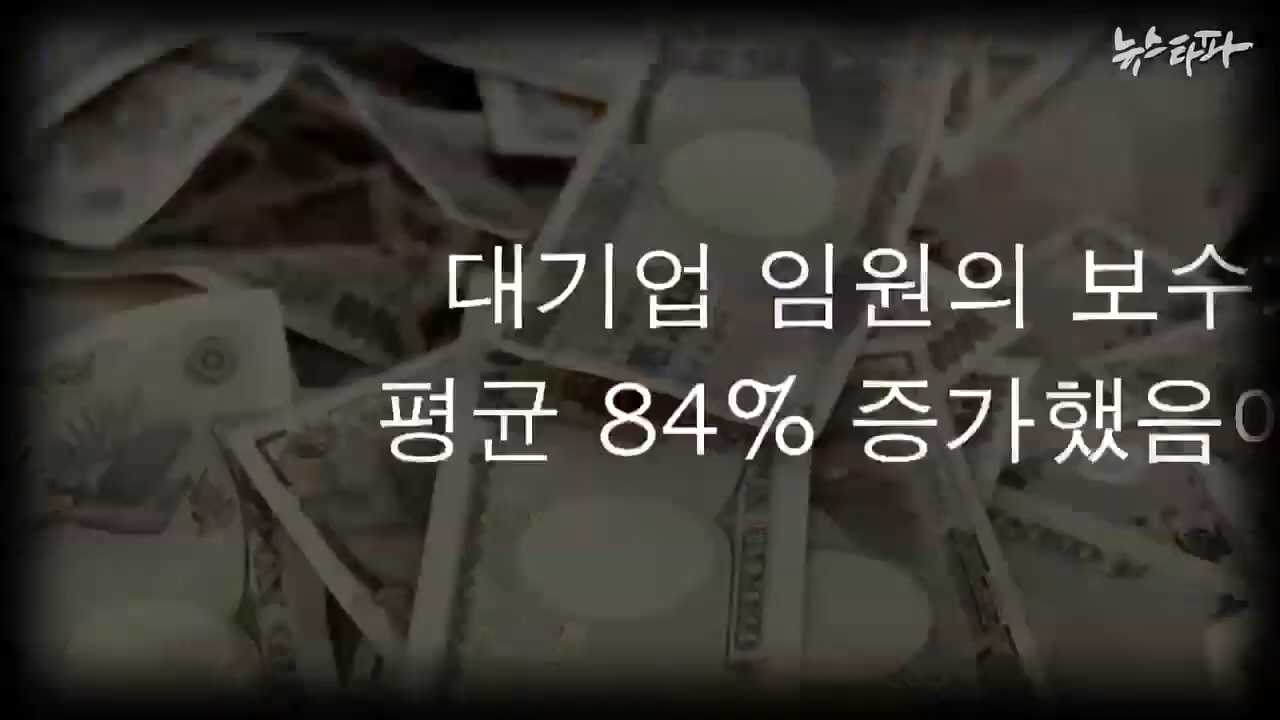 뉴스타파
대기업 임원의 보수
평균 84% 증가했음이